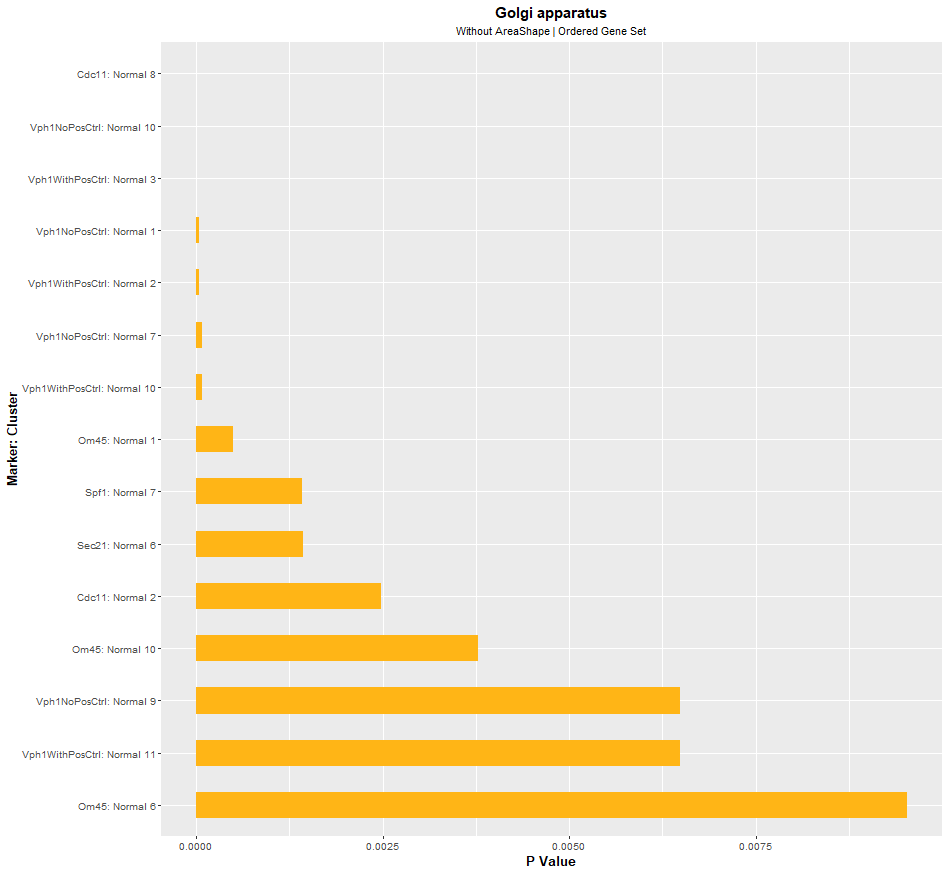 Golgi apparatus
Without AreaShape | Ordered Gene Set
Marker: Cluster
Cdc11: Normal 8
Vph1NoPosCtrl: Normal 10
Vph1WithPosCtrl: Normal 3
Vph1NoPosCtrl: Normal 1
Vph1WithPosCtrl: Normal 2
Vph1NoPosCtrl: Normal 7
Vph1WithPosCtrl: Normal 10
Om45: Normal 1
Spf1: Normal 7
Sec21: Normal 6
Cdc11: Normal 2
Om45: Normal 10
Vph1NoPosCtrl: Normal 9
Vph1WithPosCtrl: Normal 11
Om45: Normal 6
0.0000 0.0025 0.0050 0.0075
P Value